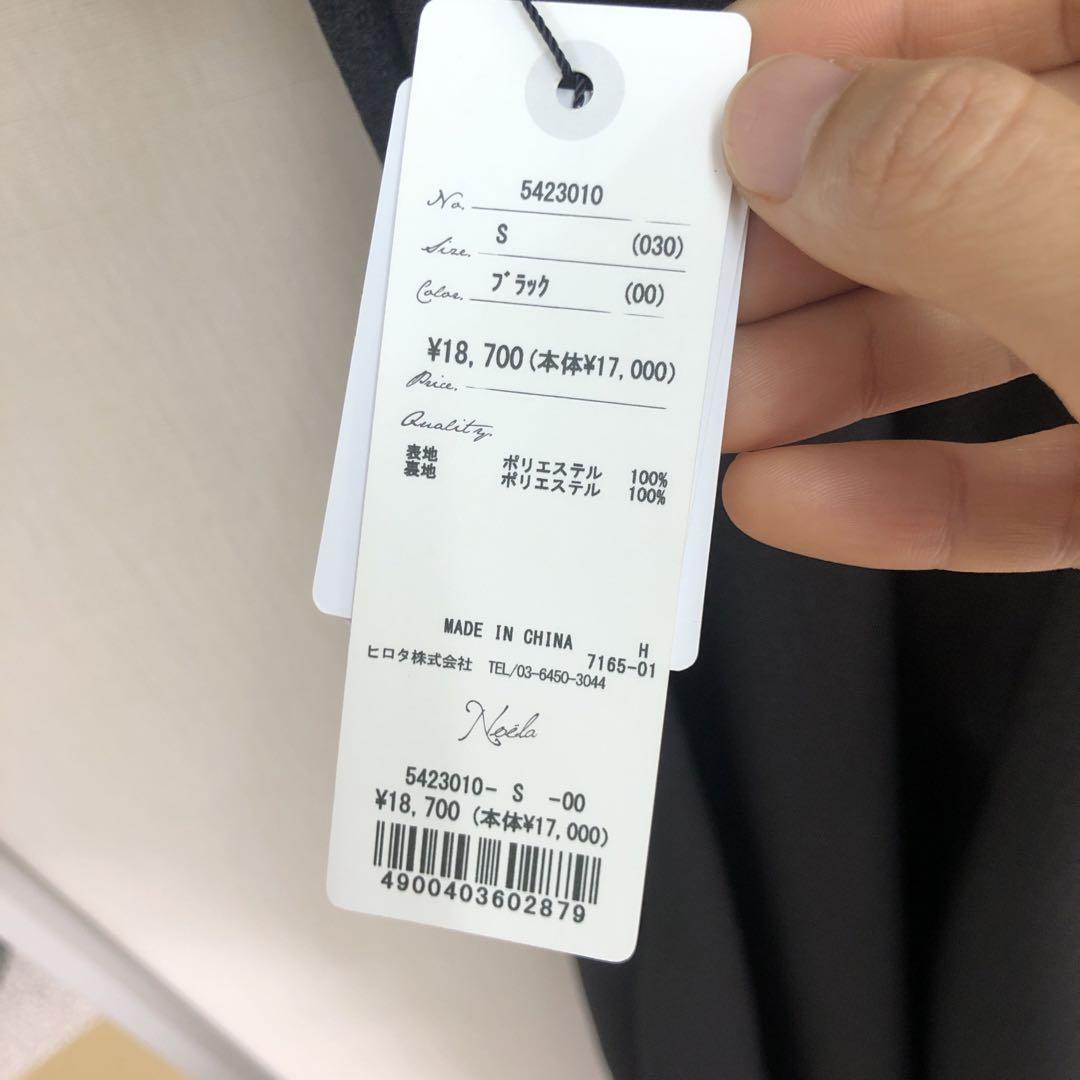 No. 5423010
Size. S (030)
Color. ブラック (00)
¥18,700(本体¥17,000)
Price.
Quality.
表地 ポリエステル 100%
裏地 ポリエステル 100%
MADE IN CHINA H
ヒロタ株式会社 TEL/03-6450-3044 7165-01
Noëla
5423010- S -00
¥18,700 (本体¥17,000)
4900403602879